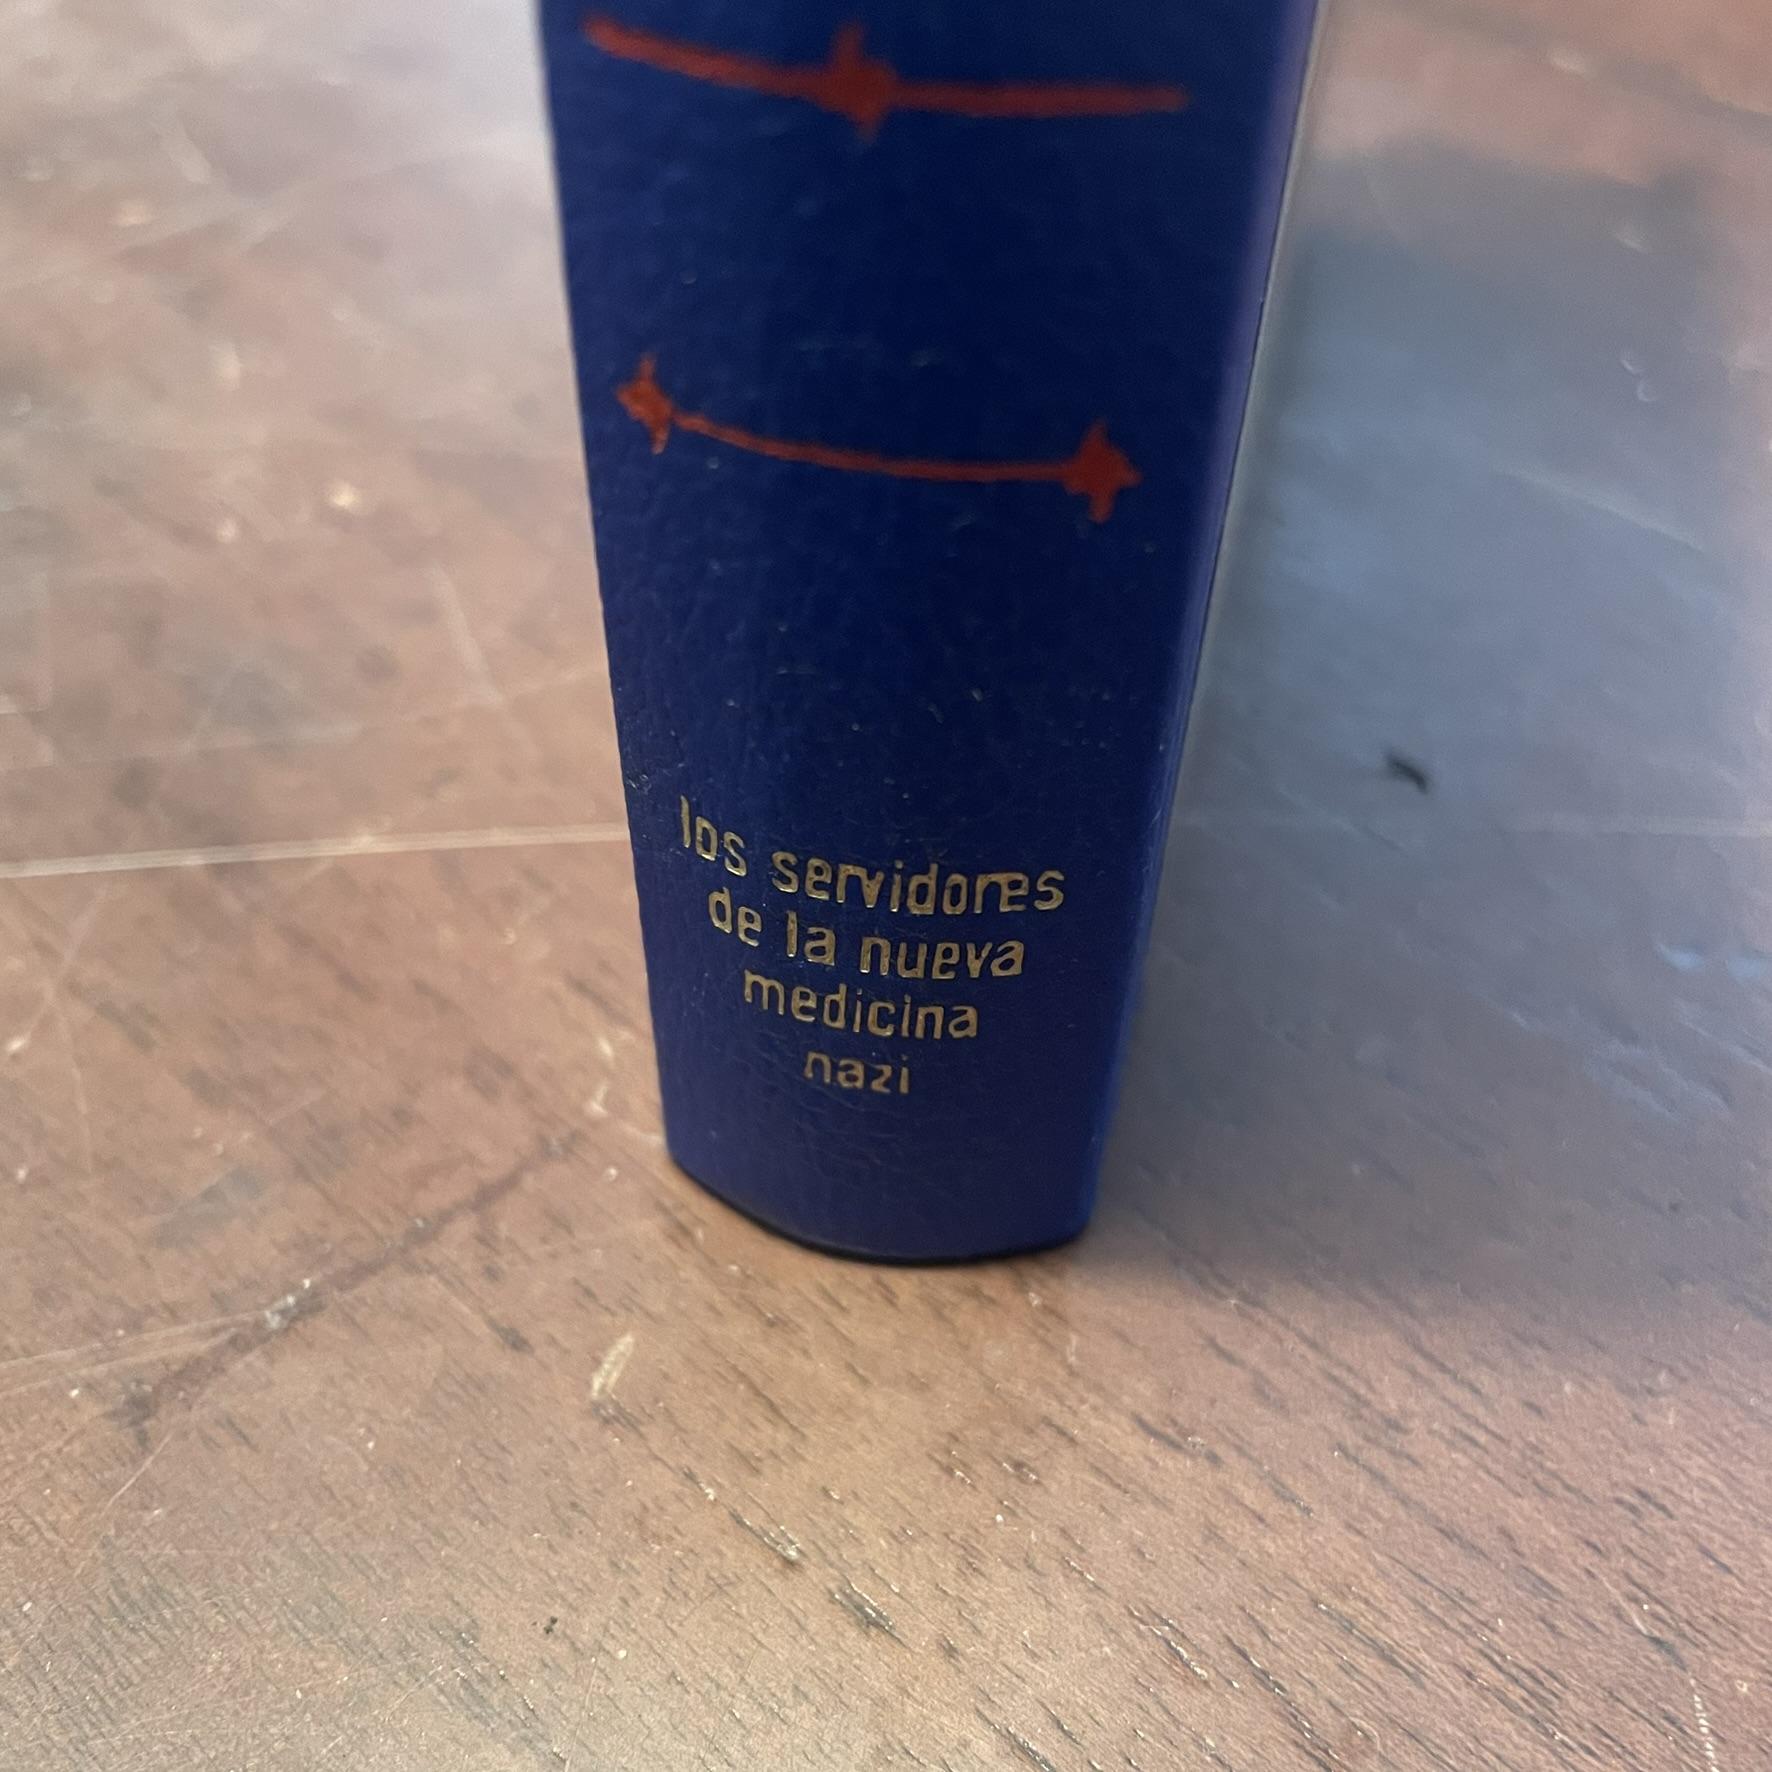 los servidores
de la nueva
medicina
nazi